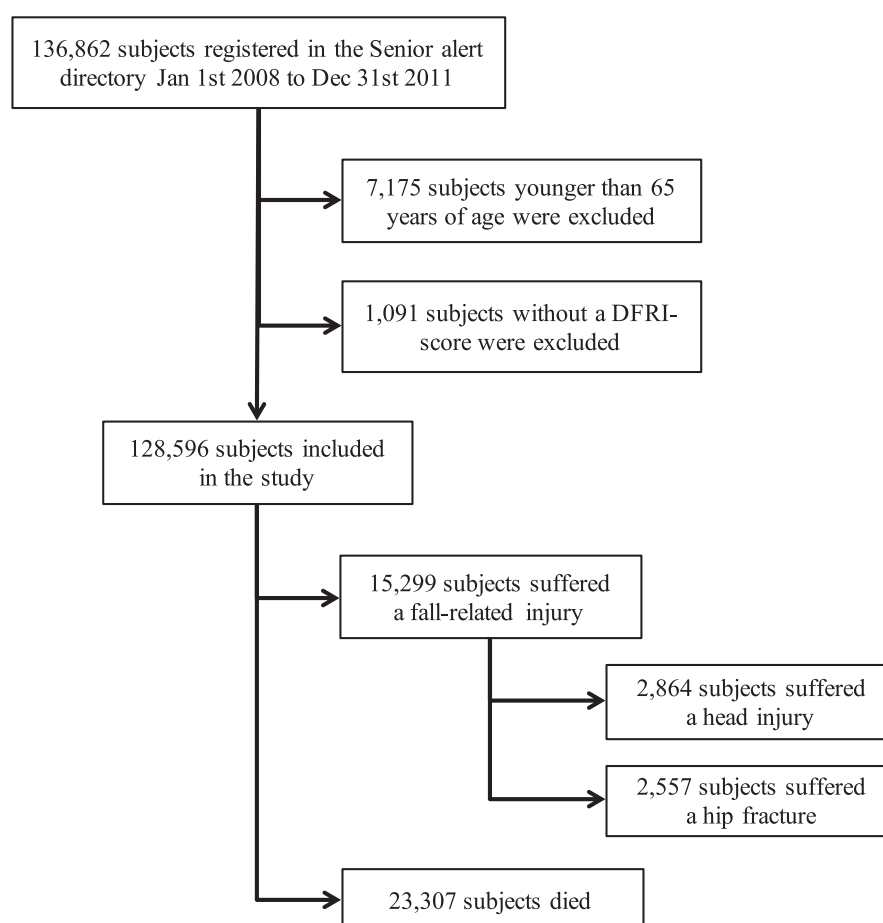 136,862 subjects registered in the Senior alert
directory Jan 1st 2008 to Dec 31st 2011
7,175 subjects younger than 65
years of age were excluded
1,091 subjects without a DFRI-
score were excluded
128,596 subjects included
in the study
15,299 subjects suffered
a fall-related injury
2,864 subjects suffered
a head injury
2,557 subjects suffered
a hip fracture
23,307 subjects died